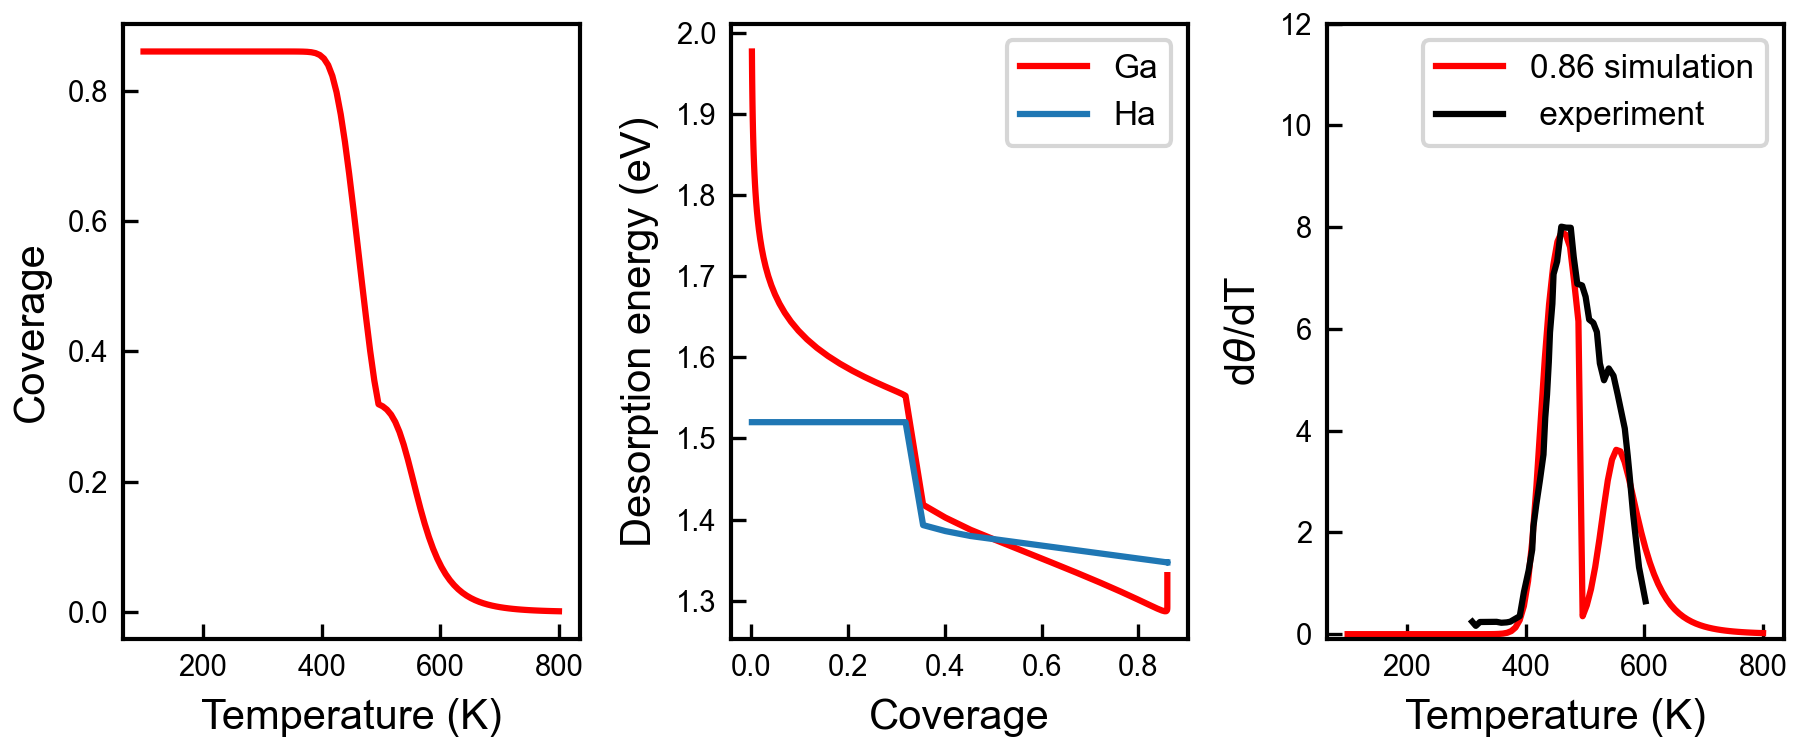 0.8
0.6
0.4
0.2
0.0
200 400 600 800
Temperature (K)
Coverage
2.0
1.9
1.8
1.7
1.6
1.5
1.4
1.3
0.0 0.2 0.4 0.6 0.8
Coverage
Desorption energy (eV)
Ga
Ha
12
10
8
6
4
2
0
200 400 600 800
Temperature (K)
dθ/dT
0.86 simulation
experiment